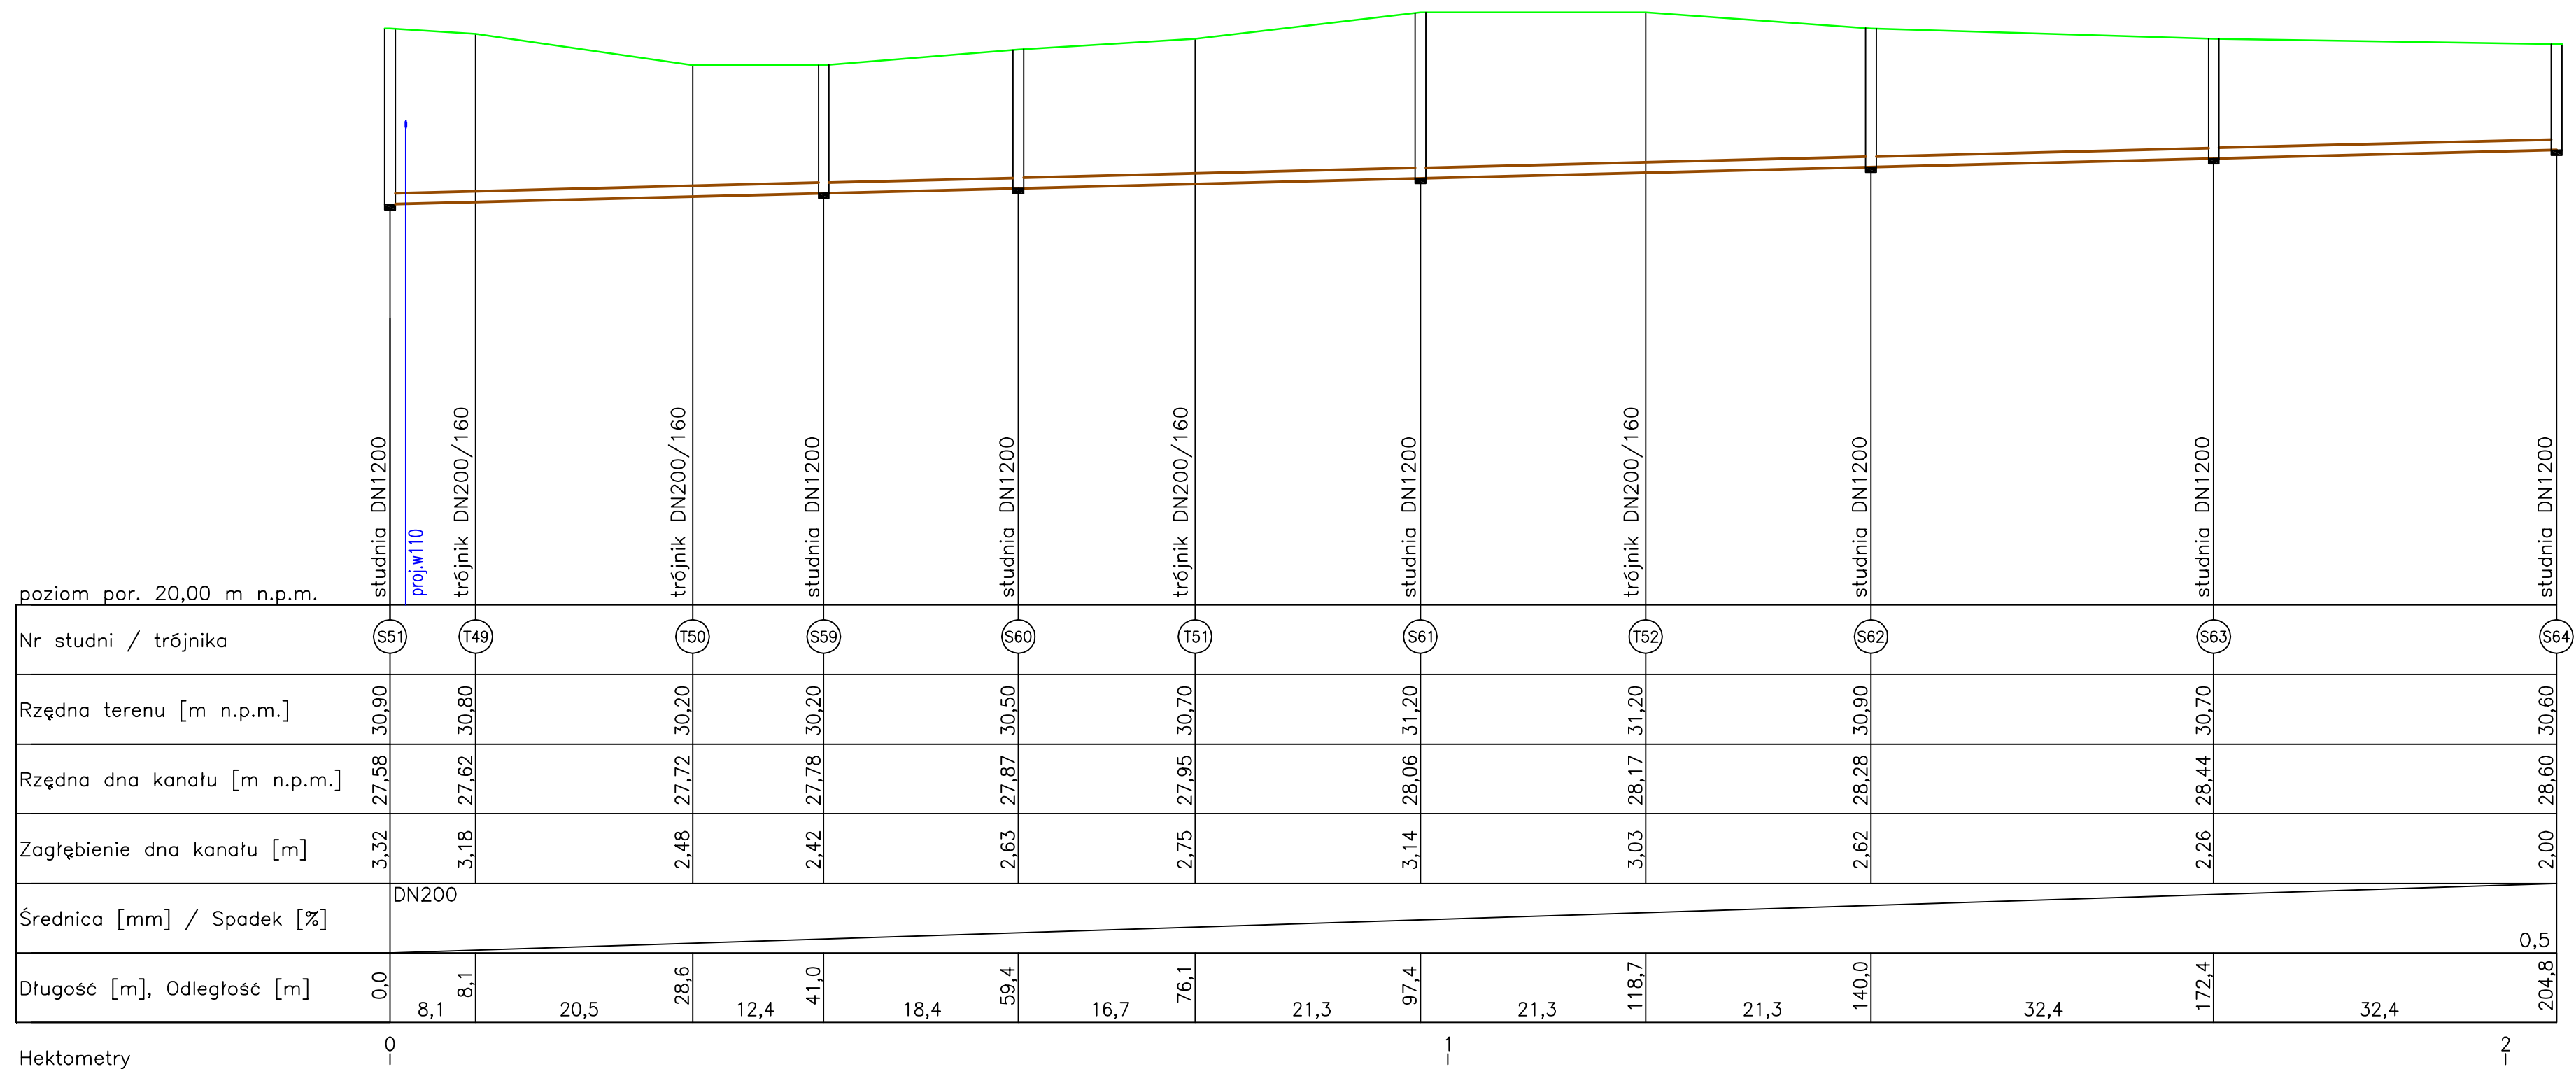 studnia DN1200
proj.w110
trójnik DN200/160
trójnik DN200/160
studnia DN1200
studnia DN1200
trójnik DN200/160
studnia DN1200
trójnik DN200/160
studnia DN1200
studnia DN1200
studnia DN1200
poziom por. 20,00 m n.p.m.
Nr studni / trójnika S51 T49 T50 S59 S60 T51 S61 T52 S62 S63 S64
Rzędna terenu [m n.p.m.] 30,90 30,80 30,20 30,20 30,50 30,70 31,20 31,20 30,90 30,70 30,60
Rzędna dna kanału [m n.p.m.] 27,58 27,62 27,72 27,78 27,87 27,95 28,06 28,17 28,28 28,44 28,60
Zagłębienie dna kanału [m] 3,32 3,18 2,48 2,42 2,63 2,75 3,14 3,03 2,62 2,26 2,00
DN200
Średnica [mm] / Spadek [%]
0,5
Długość [m], Odległość [m] 0,0 8,1 28,6 41,0 59,4 76,1 97,4 118,7 140,0 172,4 204,8
8,1 20,5 12,4 18,4 16,7 21,3 21,3 21,3 32,4 32,4
Hektometry 0 1 2